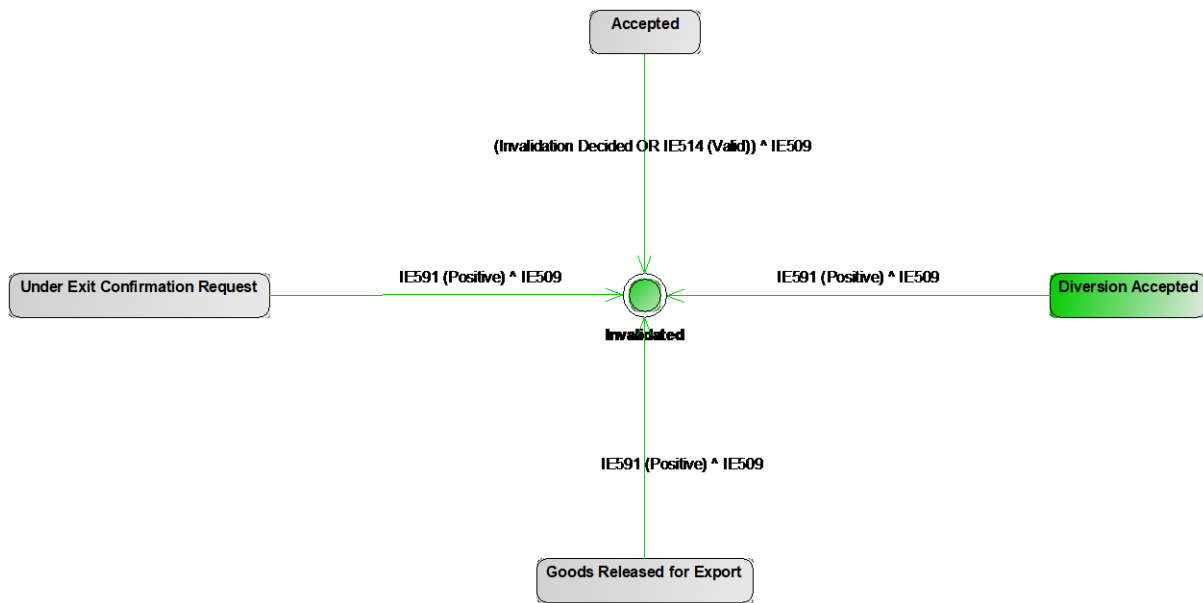 Accepted
(Invalidation Decided OR IE514 (Valid)) ^ IE509
IE591 (Positive) ^ IE509
IE591 (Positive) ^ IE509
Under Exit Confirmation Request
Diversion Accepted
Invalidated
IE591 (Positive) ^ IE509
Goods Released for Export